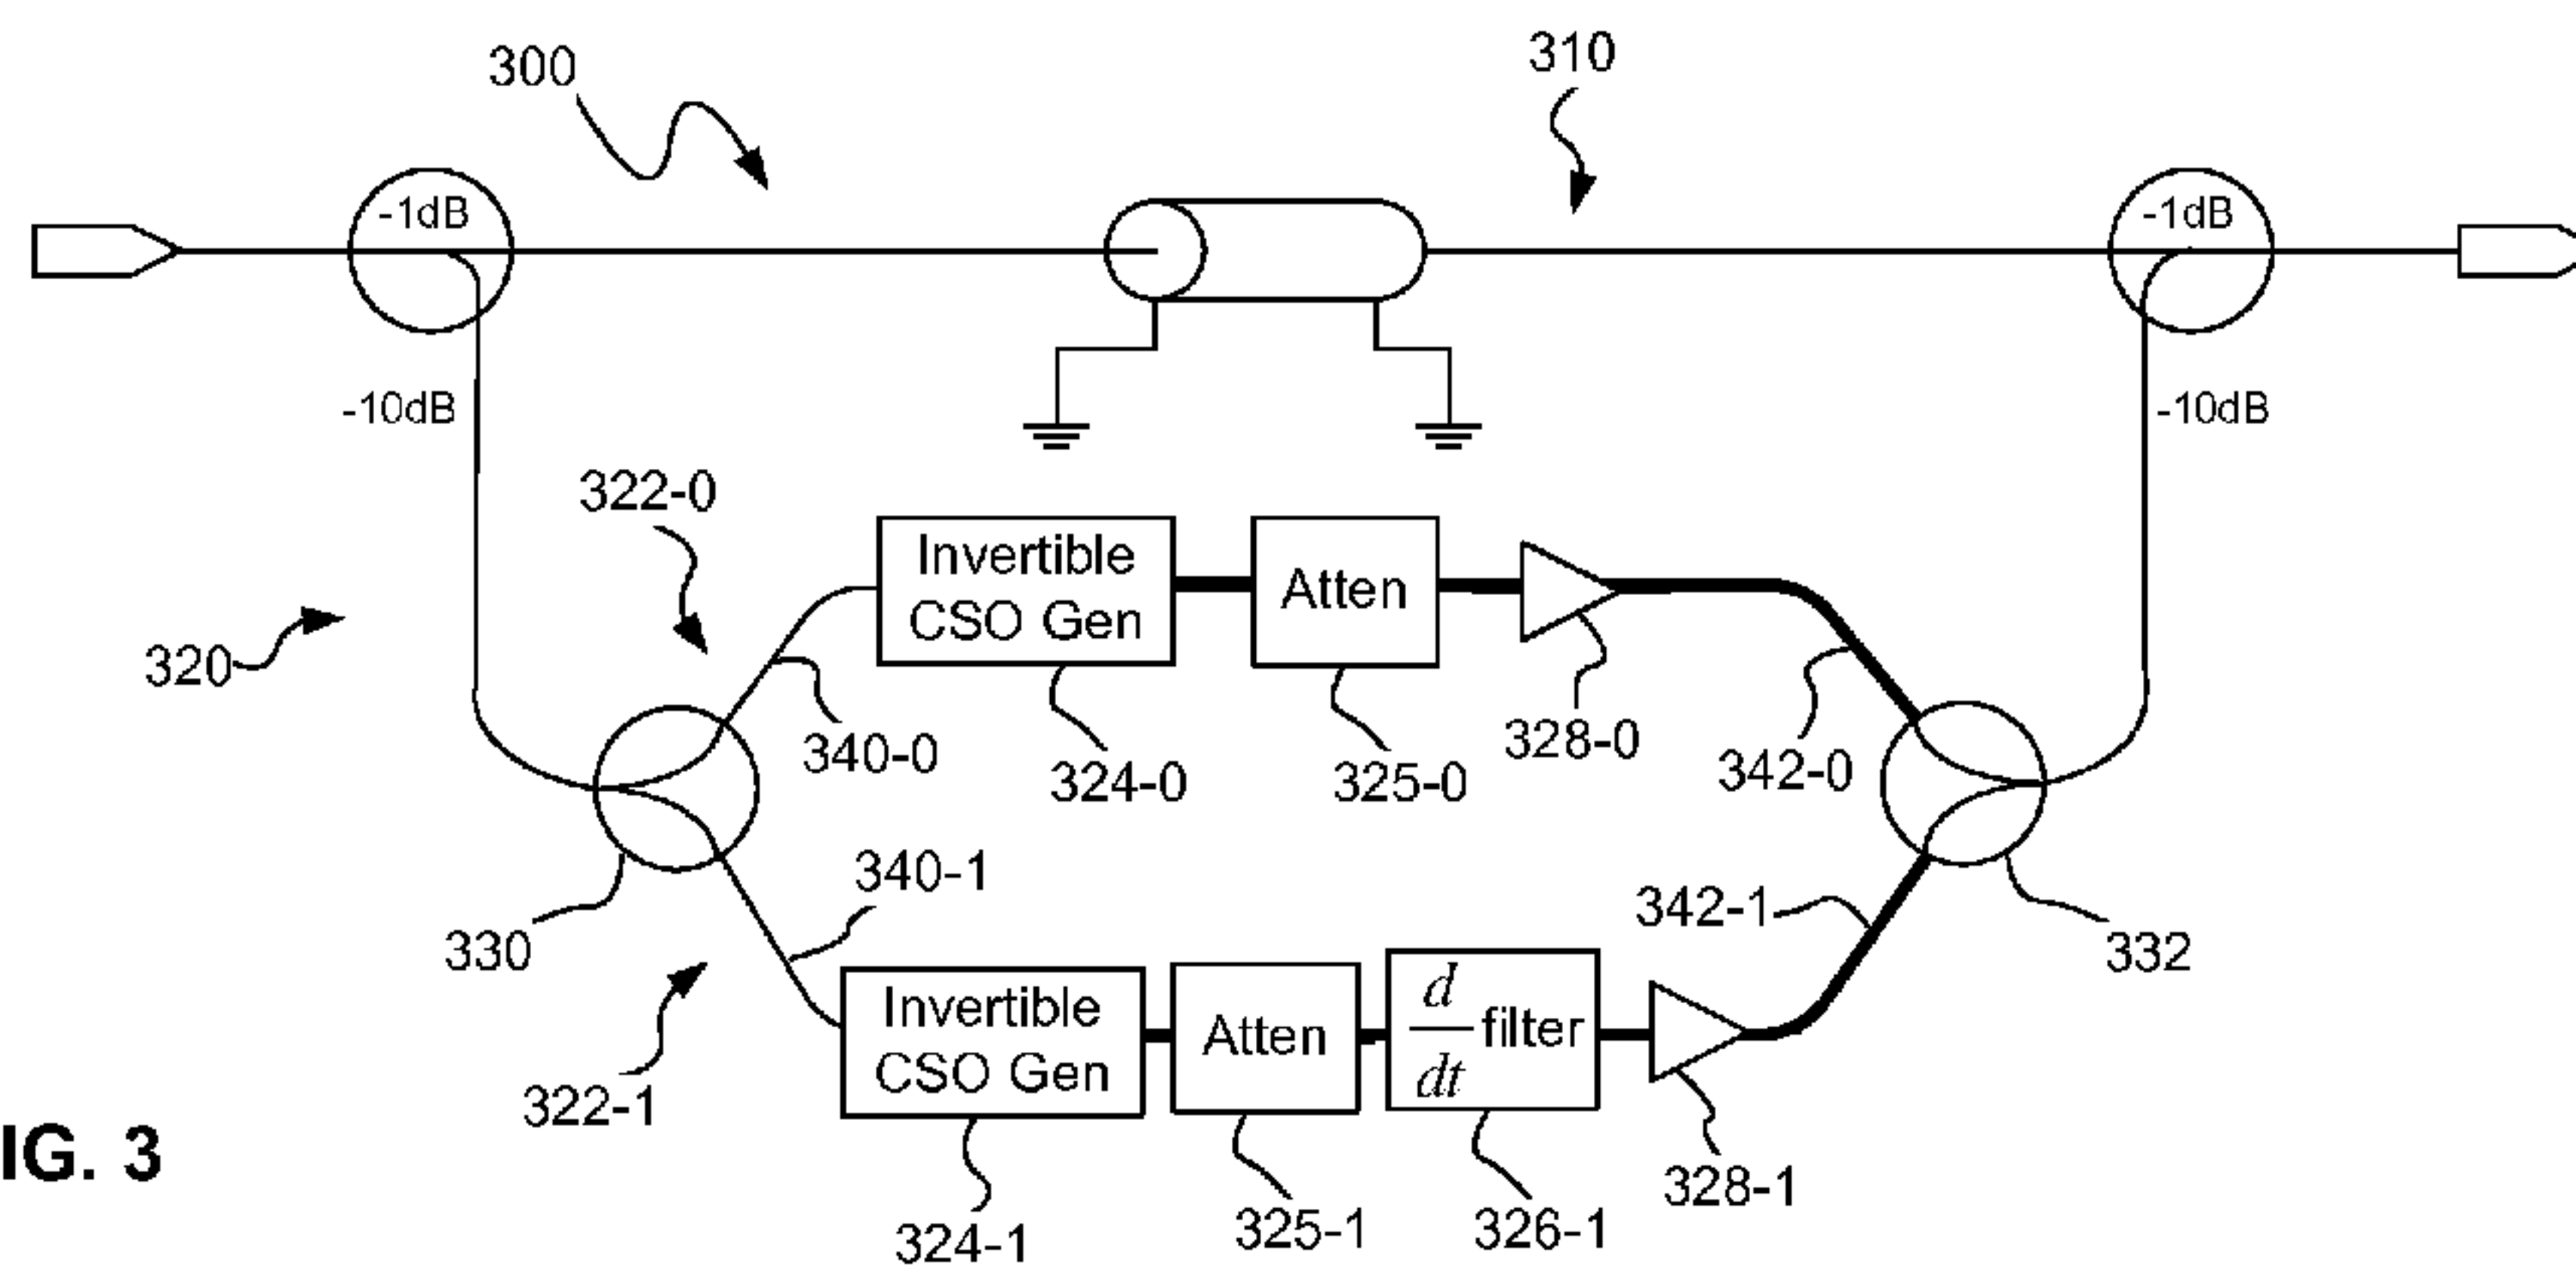 300
310
-1dB
-1dB
-10dB
-10dB
322-0
Invertible
CSO Gen
Atten
320
340-0
324-0
325-0
328-0
342-0
340-1
342-1
330
332
Invertible
CSO Gen
Atten
d
dt
filter
322-1
IG. 3
324-1
325-1
326-1
328-1